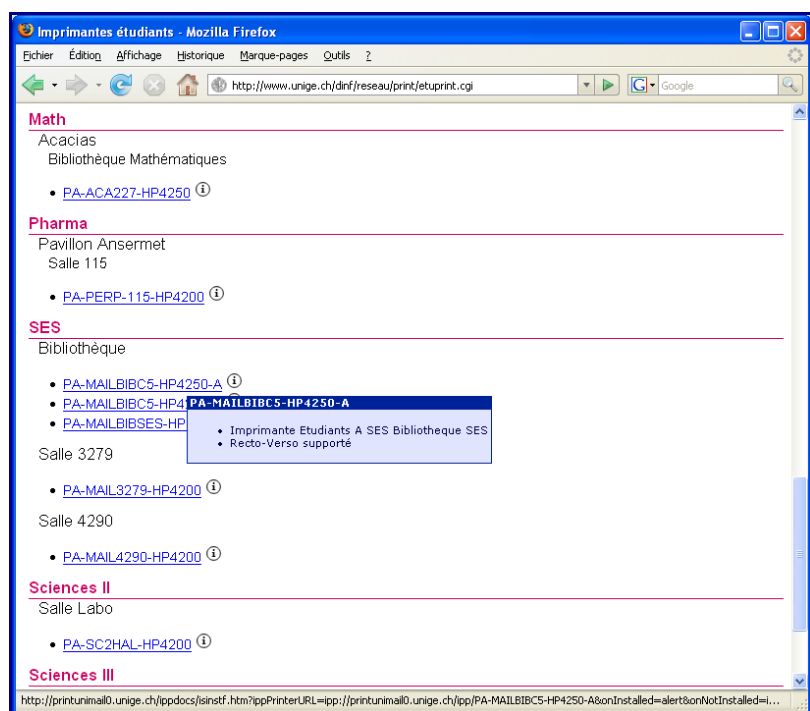 Imprimantes étudiants - Mozilla Firefox
Fichier Édition Affichage Historique Marque-pages Outils ?
http://www.unige.ch/dinf/reseau/print/etuprint.cgi G Google
Math
Acacias
Bibliothèque Mathématiques
• PA-ACA227-HP4250 i
Pharma
Pavillon Ansermet
Salle 115
• PA-PERP-115-HP4200 i
SES
Bibliothèque
• PA-MAILBIBC5-HP4250-A i
• PA-MAILBIBC5-HP4
PA-MAILBIBC5-HP4250-A
• PA-MAILBIBSES-HP
• Imprimante Etudiants A SES Bibliotheque SES
• Recto-Verso supporté
Salle 3279
• PA-MAIL3279-HP4200 i
Salle 4290
• PA-MAIL4290-HP4200 i
Sciences II
Salle Labo
• PA-SC2HAL-HP4200 i
Sciences III
http://printunimail0.unige.ch/ippdocs/isinstf.htm?ippPrinterURL=ipp://printunimail0.unige.ch/ipp/PA-MAILBIBC5-HP4250-A&onInstalled=alert&onNotInstalled=i...